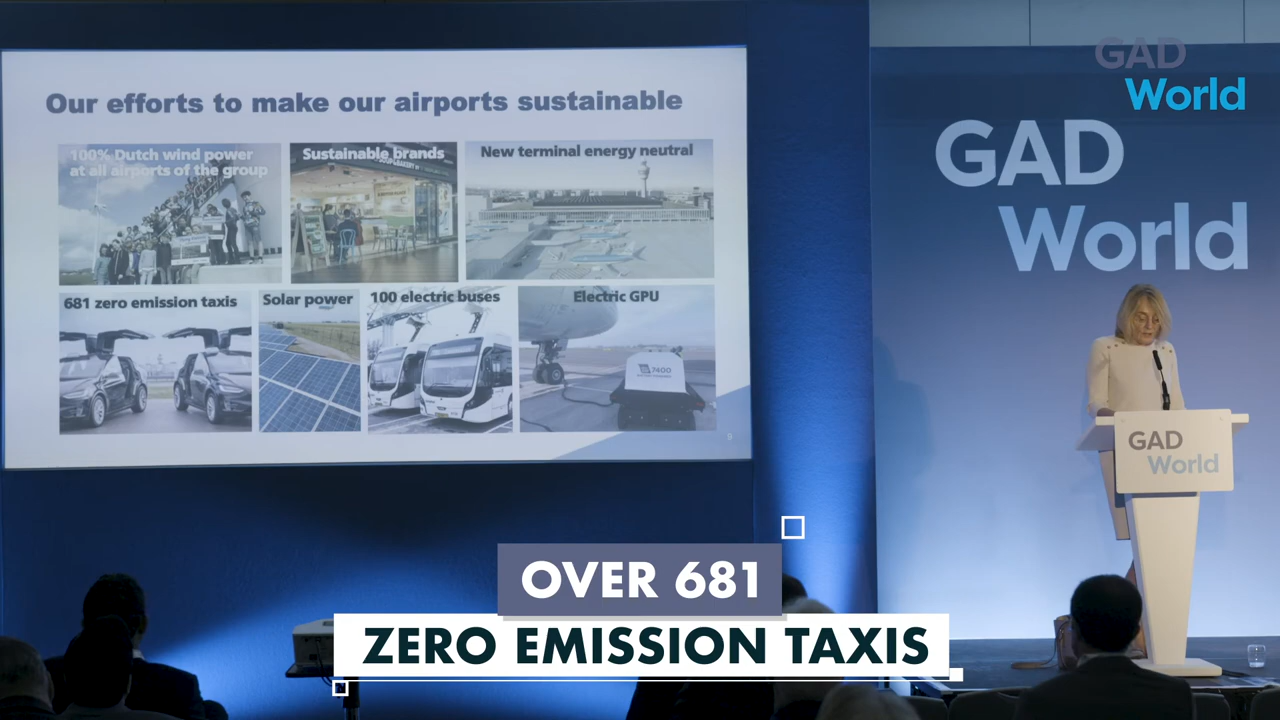 GAD
World
Our efforts to make our airports sustainable
100% Dutch wind power
at all airports of the group
Sustainable brands
New terminal energy neutral
681 zero emission taxis
Solar power
100 electric buses
Electric GPU
7400
9
GAD
World
GAD
World
OVER 681
ZERO EMISSION TAXIS